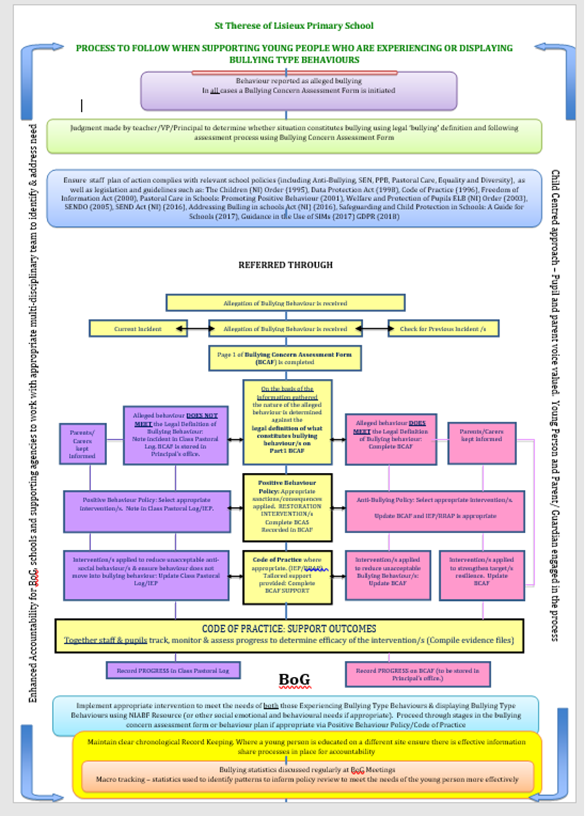 St Therese of Lisieux Primary School
PROCESS TO FOLLOW WHEN SUPPORTING YOUNG PEOPLE WHO ARE EXPERIENCING OR DISPLAYING
BULLYING TYPE BEHAVIOURS
Behaviour reported as alleged bullying
In all cases a Bullying Concern Assessment Form is initiated
Judgment made by teacher/VP/Principal to determine whether situation constitutes bullying using legal 'bullying' definition and following
assessment process using Bullying Concern Assessment Form
Ensure staff plan of action complies with relevant school policies (including Anti-Bullying, SEN, PPB, Pastoral Care, Equality and Diversity), as
well as legislation and guidelines such as: The Children (NI) Order (1995), Data Protection Act (1998), Code of Practice (1996), Freedom of
Information Act (2000), Pastoral Care in Schools: Promoting Positive Behaviour (2001), Welfare and Protection of Pupils ELB (NI) Order (2003),
SENDO (2005), SEND Act (NI) (2016), Addressing Bulling in schools Act (NI) (2016), Safeguarding and Child Protection in Schools: A Guide for
Schools (2017), Guidance in the Use of SIMs (2017) GDPR (2018)
REFERRED THROUGH
Allegation of Bullying Behaviour is received
Current Incident
Allegation of Bullying Behaviour is received
Check for Previous Incident /s
Page 1 of Bullying Concern Assessment Form
(BCAF) is completed
Parents/
Carers
kept
informed
Alleged behaviour DOES NOT
MEET the Legal Definition of
Bullying Behaviour:
Note Incident in Class Pastoral
Log, BCAF is stored in
Principal's office.
On the basis of the
information gathered
the nature of the alleged
behaviour is determined
against the
legal definition of what
constitutes bullying
behaviour/s on
Part1 BCAF
Alleged behaviour DOES
MEET the Legal Definition
of Bullying behaviour:
Complete BCAF
Parents/Carers
kept informed
Positive Behaviour Policy: Select appropriate
intervention/s. Note in Class Pastoral Log/IEP.
Positive Behaviour
Policy: Appropriate
sanctions/consequences
applied. RESTORATION
INTERVENTION/s
Complete BCAS
Recorded in BCAF
Anti-Bullying Policy: Select appropriate intervention/s.
Update BCAF and IEP/RRAP is appropriate
Intervention/s applied to reduce unacceptable anti-
social behaviour/s & ensure behaviour does not
move into bullying behaviour: Update Class Pastoral
Log/IEP
Code of Practice where
appropriate.
Tailored support
provided: Complete
BCAF SUPPORT
Intervention/s applied
to reduce unacceptable
Bullying Behaviour/s:
Update BCAF
Intervention/s applied
to strengthen target/s
resilience. Update
BCAF
CODE OF PRACTICE: SUPPORT OUTCOMES
Together staff & pupils track, monitor & assess progress to determine efficacy of the intervention/s (Compile evidence files)
Record PROGRESS in Class Pastoral Log
BoG
Record PROGRESS on BCAF (to be stored in
Principal's office.)
Implement appropriate intervention to meet the needs of both those Experiencing Bullying Type Behaviours & displaying Bullying Type
Behaviours using NIABF Resource (or other social emotional and behavioural needs if appropriate). Proceed through stages in the bullying
concern assessment form or behaviour plan if appropriate via Positive Behaviour Policy/Code of Practice
Maintain clear chronological Record Keeping. Where a young person is educated on a different site ensure there is effective information
share processes in place for accountability
Bullying statistics discussed regularly at BoG Meetings
Macro tracking – statistics used to identify patterns to inform policy review to meet the needs of the young person more effectively
Enhanced Accountability for BoG, schools and supporting agencies to work with appropriate multi-disciplinary team to identify & address need
Child Centred approach – Pupil and parent voice valued. Young Person and Parent/ Guardian engaged in the process